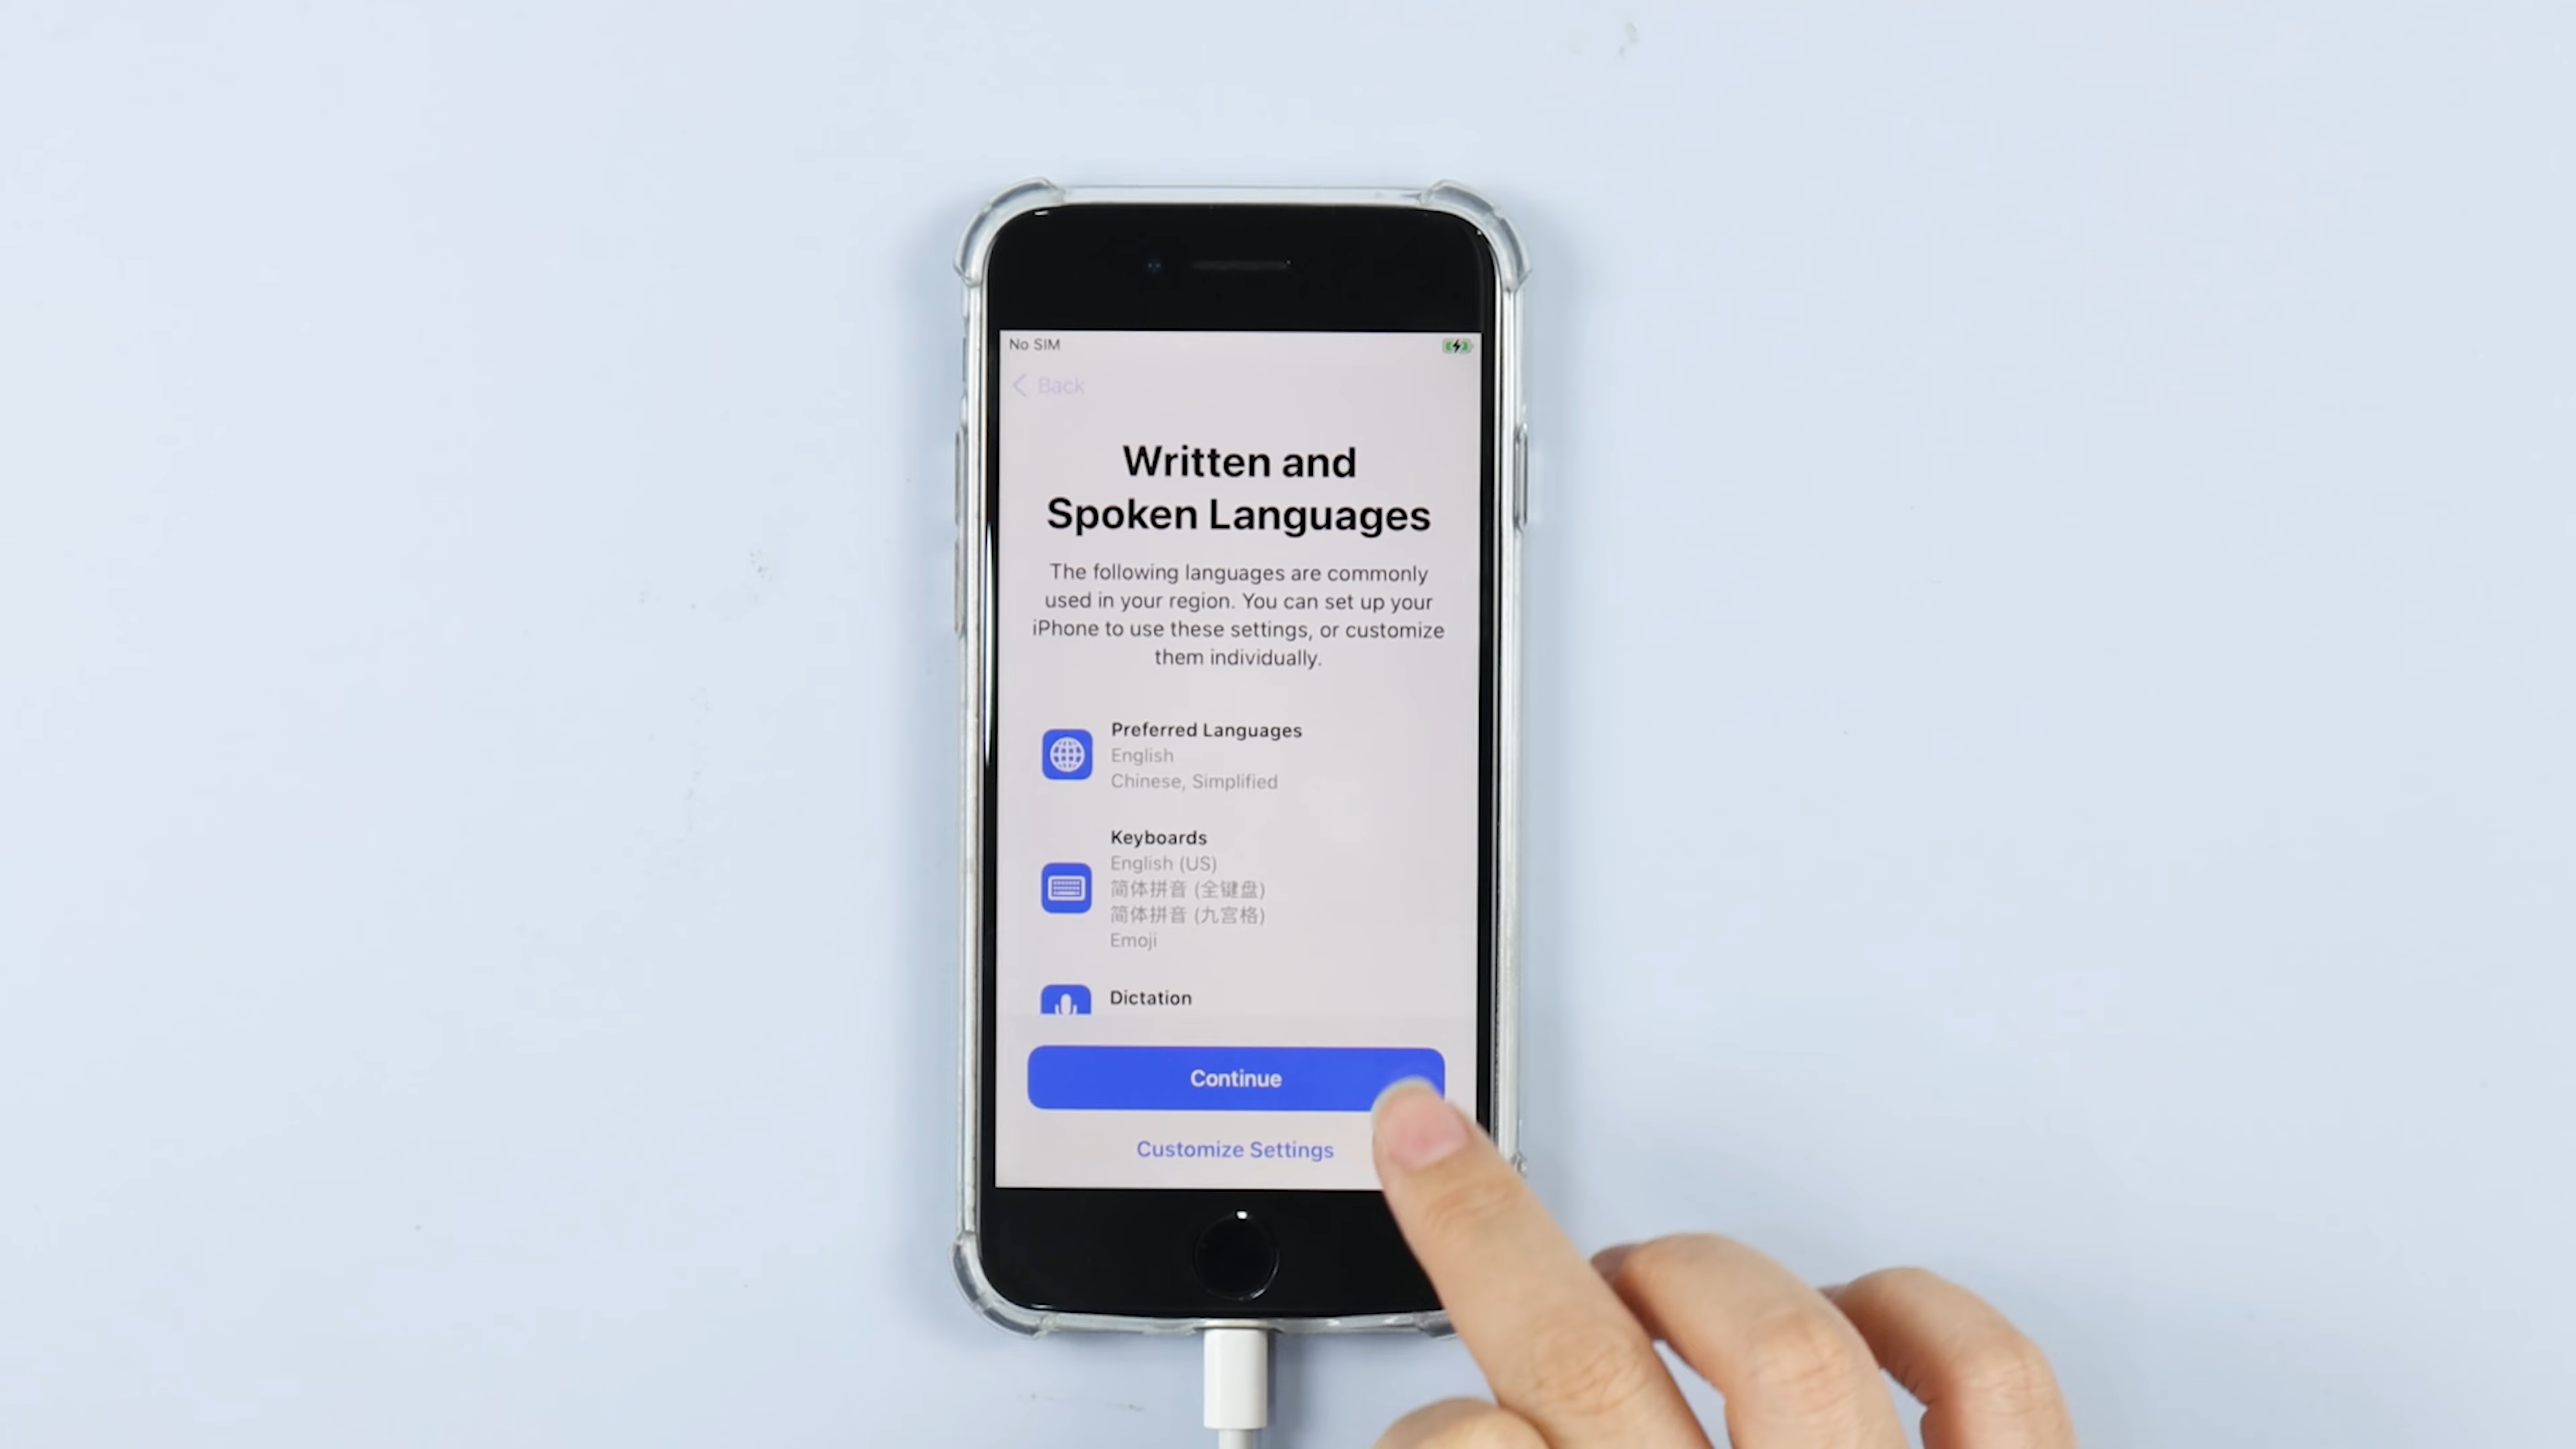 No SIM
Back
Written and
Spoken Languages
The following languages are commonly
used in your region. You can set up your
iPhone to use these settings, or customize
them individually.
Preferred Languages
English
Chinese, Simplified
Keyboards
English (US)
简体拼音 (全键盘)
简体拼音 (九宫格)
Emoji
Dictation
Continue
Customize Settings